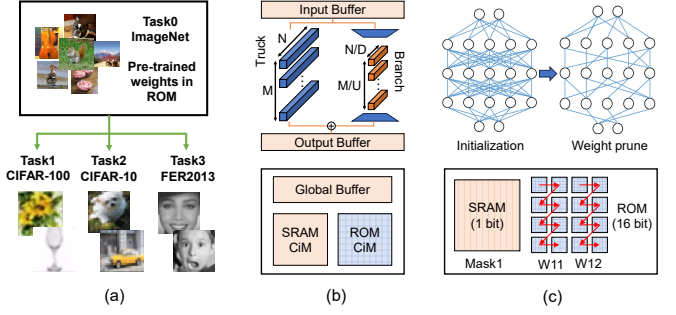 Task0
ImageNet
Pre-trained
weights in
ROM
Task1
CIFAR-100
Task2
CIFAR-10
Task3
FER2013
(a)
Input Buffer
Truck
N
M
N/D
M/U
Branch
Output Buffer
Global Buffer
SRAM
CiM
ROM
CiM
(b)
Initialization
Weight prune
SRAM
(1 bit)
ROM
(16 bit)
Mask1
W11
W12
(c)